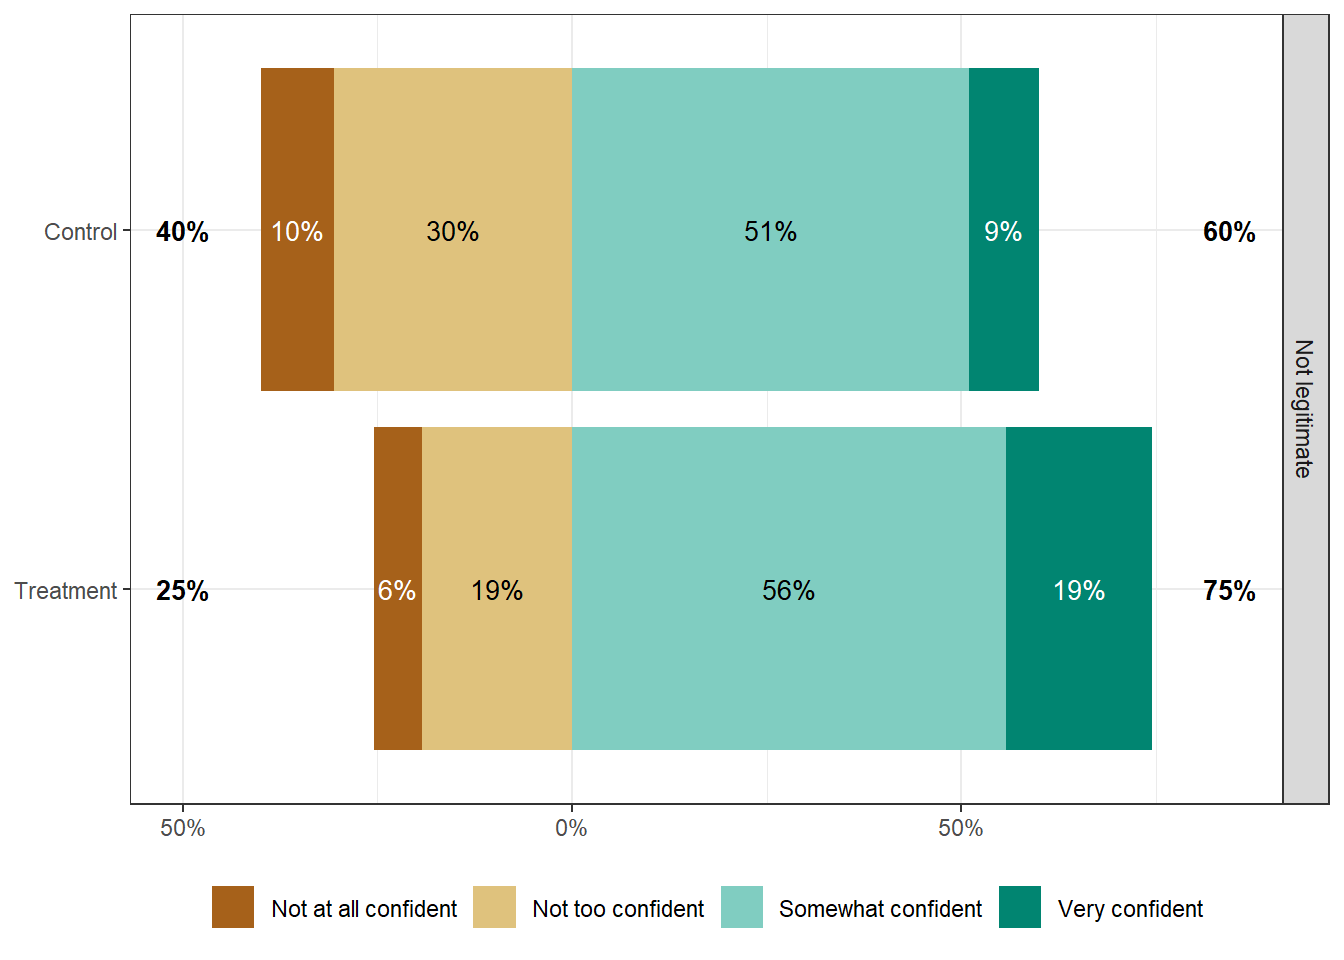 Control 40% 10% 30% 51% 9% 60%
Not legitimate
Treatment 25% 6% 19% 56% 19% 75%
50% 0% 50%
Not at all confident Not too confident Somewhat confident Very confident